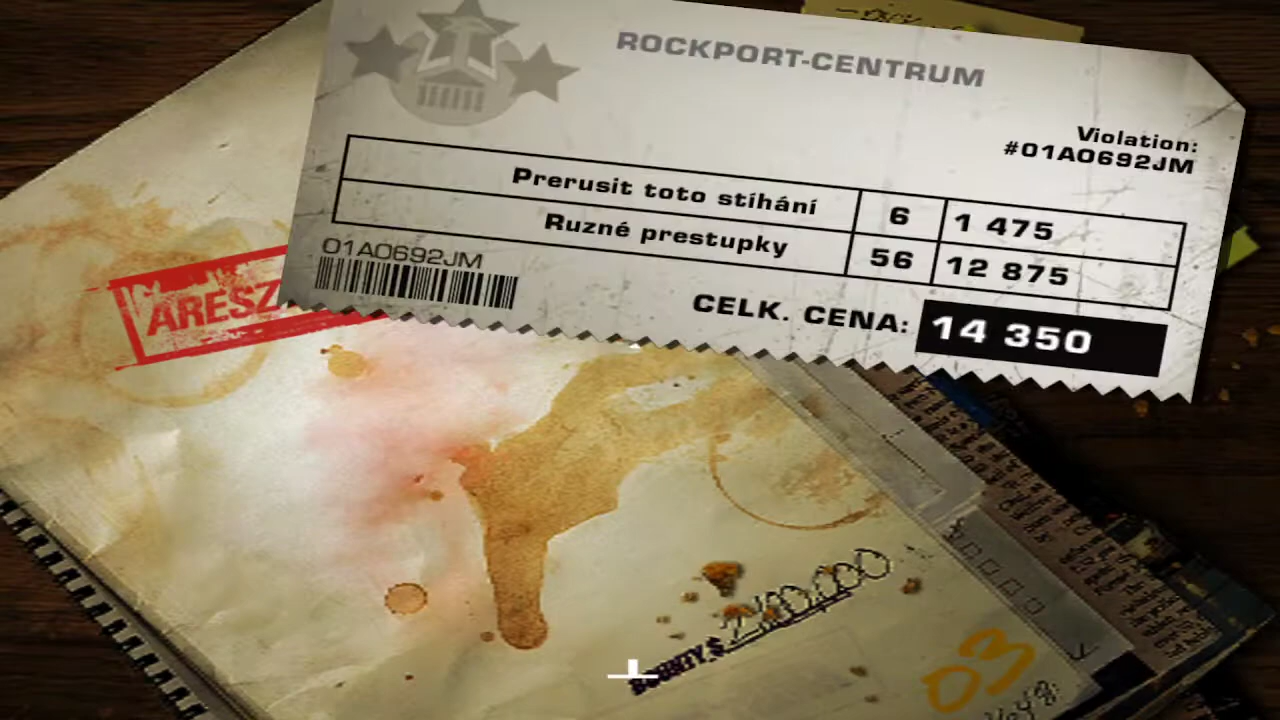 ROCKPORT-CENTRUM
Violation:
#01A0692JM
Prerusit toto stíhání 6 1 475
Ruzné prestupky 56 12 875
01A0692JM
CELK. CENA: 14 350
ARESZ
BOUNTY $
03